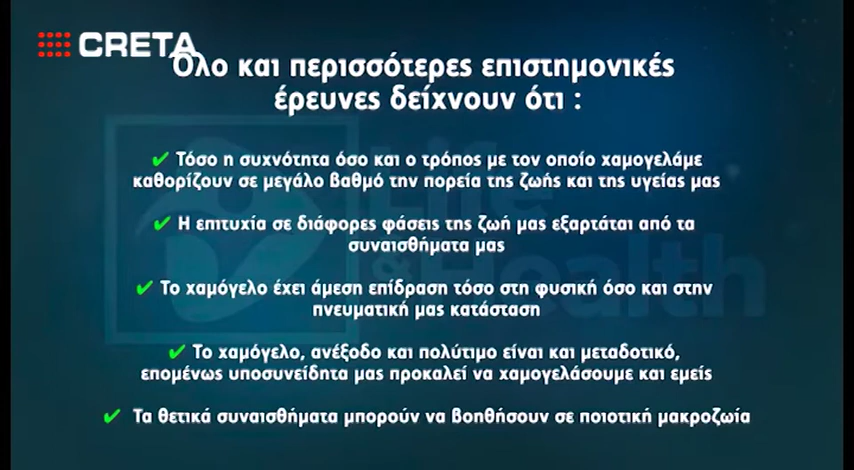 CRETA
Όλο και περισσότερες επιστημονικές
έρευνες δείχνουν ότι :
✔ Τόσο η συχνότητα όσο και ο τρόπος με τον οποίο χαμογελάμε
καθορίζουν σε μεγάλο βαθμό την πορεία της ζωής και της υγείας μας
✔ Η επιτυχία σε διάφορες φάσεις της ζωή μας εξαρτάται από τα
συναισθήματα μας
✔ Το χαμόγελο έχει άμεση επίδραση τόσο στη φυσική όσο και στην
πνευματική μας κατάσταση
✔ Το χαμόγελο, ανέξοδο και πολύτιμο είναι και μεταδοτικό,
επομένως υποσυνείδητα μας προκαλεί να χαμογελάσουμε και εμείς
✔ Τα θετικά συναισθήματα μπορούν να βοηθήσουν σε ποιοτική μακροζωία
Life
& Health